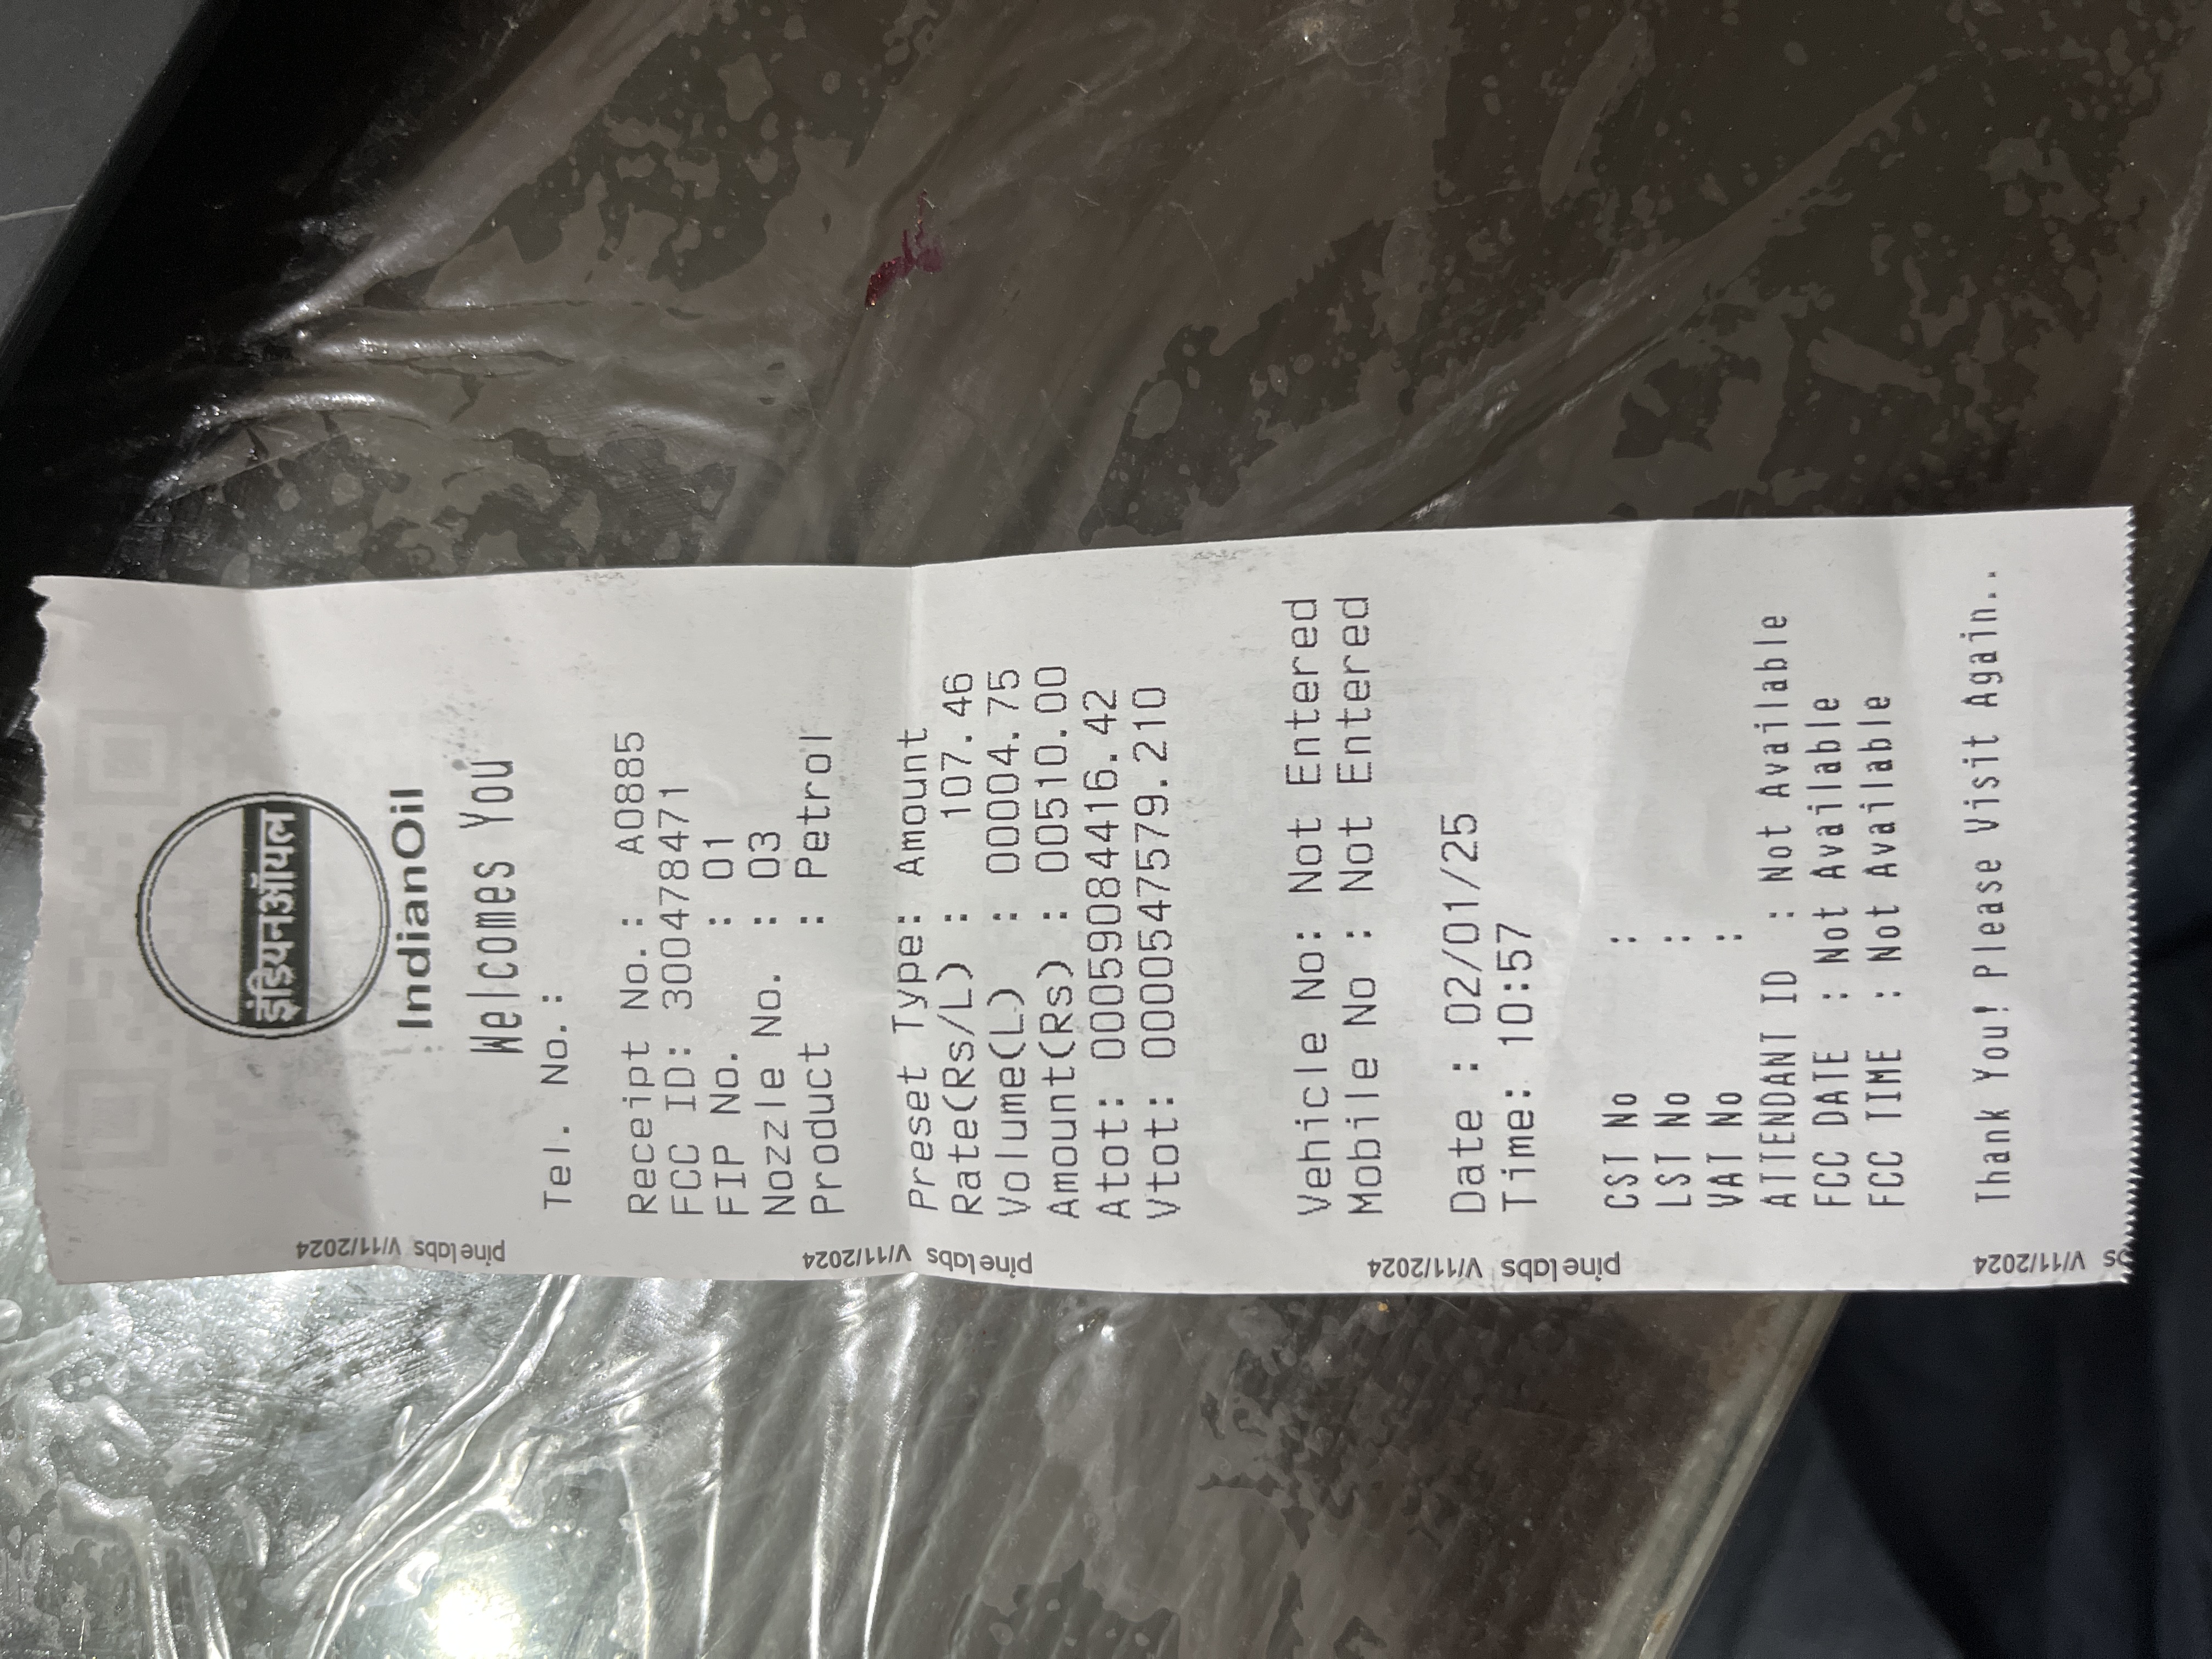 इंडियनऑयल
IndianOil
Welcomes You
Tel. No.:
Receipt No.: A0885
FCC ID: 300478471
FIP No. : 01
Nozzle No. : 03
Product : Petrol
Preset Type: Amount
Rate(Rs/L) : 107.46
Volume(L) : 00004.75
Amount(Rs) : 00510.00
Atot: 00059084416.42
Vtot: 0000547579.210
Vehicle No: Not Entered
Mobile No : Not Entered
Date : 02/01/25
Time: 10:57
CST No :
LST No :
VAT No :
ATTENDANT ID : Not Available
FCC DATE : Not Available
FCC TIME : Not Available
Thank You! Please Visit Again..
pine labs V/11/2024
pine labs V/11/2024
pine labs V/11/2024
bs V/11/2024